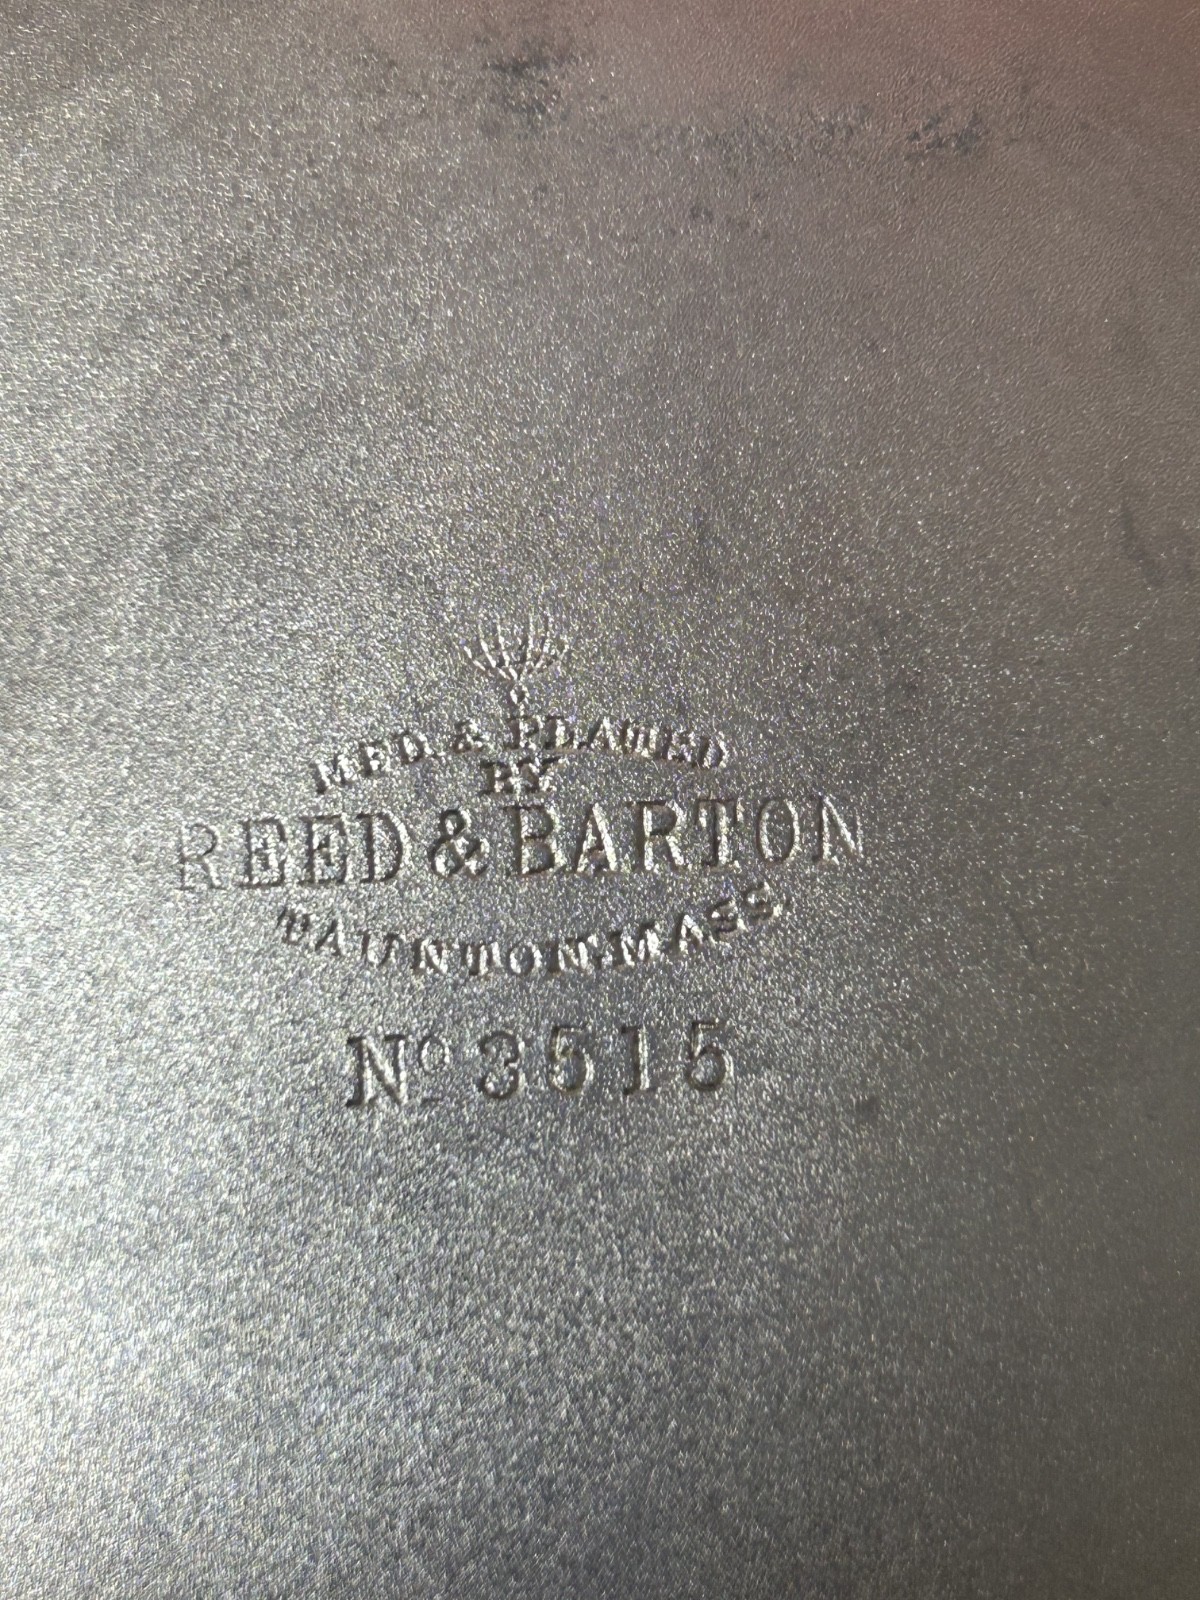 MFD. & PLATED
BY
REED & BARTON
TAUNTON MASS.
No 3515